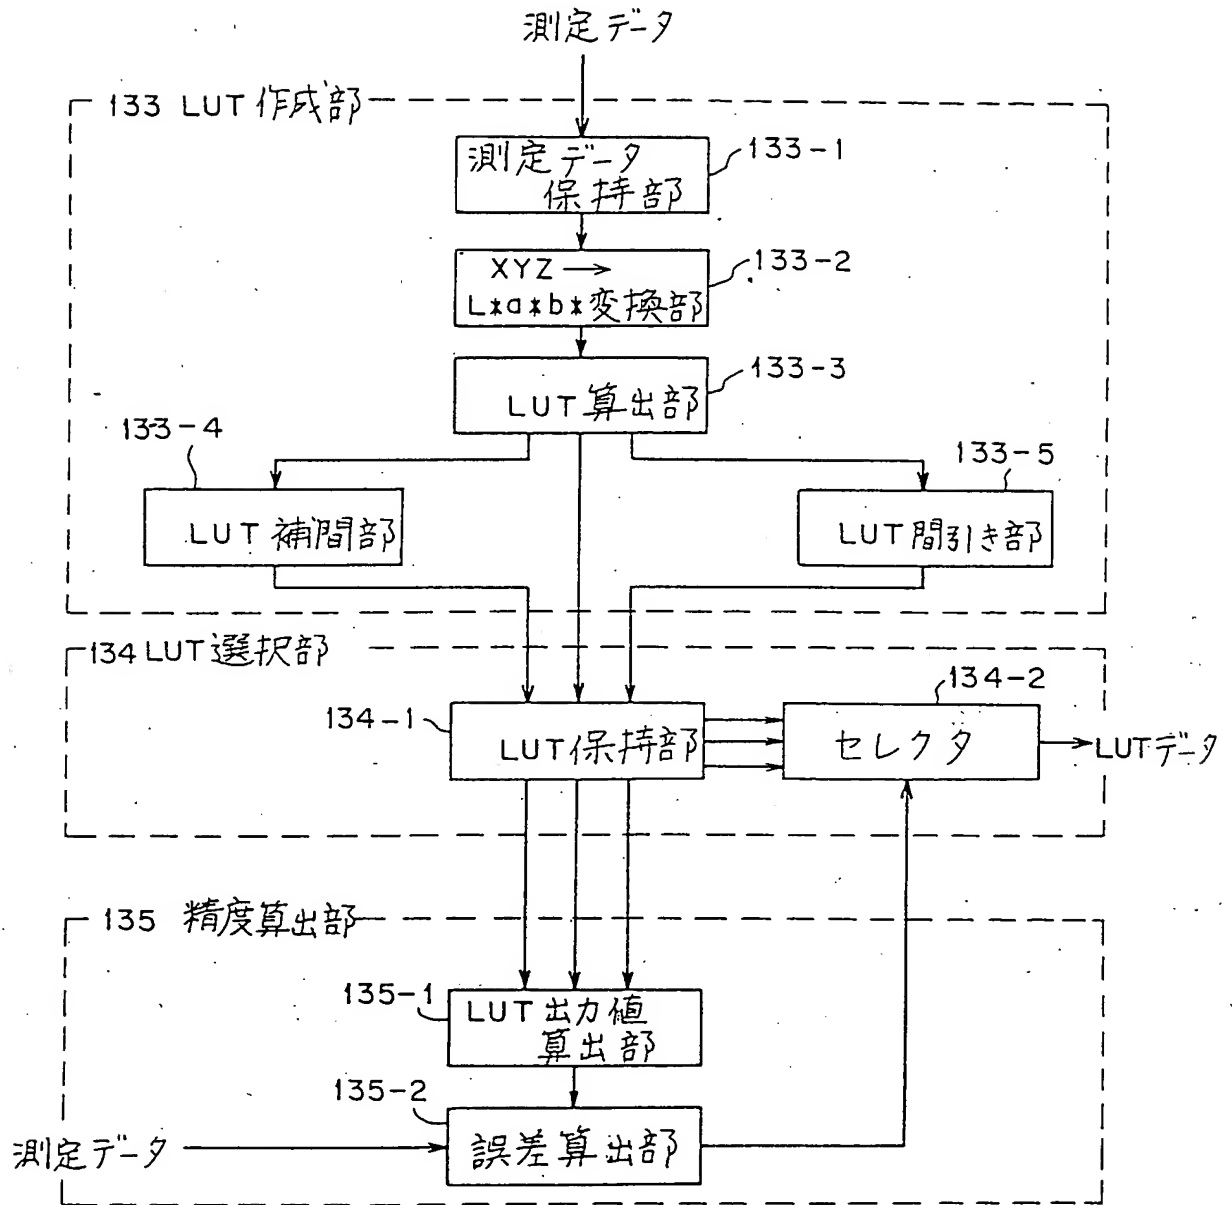 測定データ
133 LUT作成部
測定データ
保持部
133-1
XYZ→
L*a*b*変換部
133-2
LUT算出部
133-3
133-4
LUT補間部
133-5
LUT間引き部
134 LUT選択部
134-1
LUT保持部
134-2
セレクタ
LUTデータ
135 精度算出部
135-1
LUT出力値
算出部
135-2
誤差算出部
測定データ